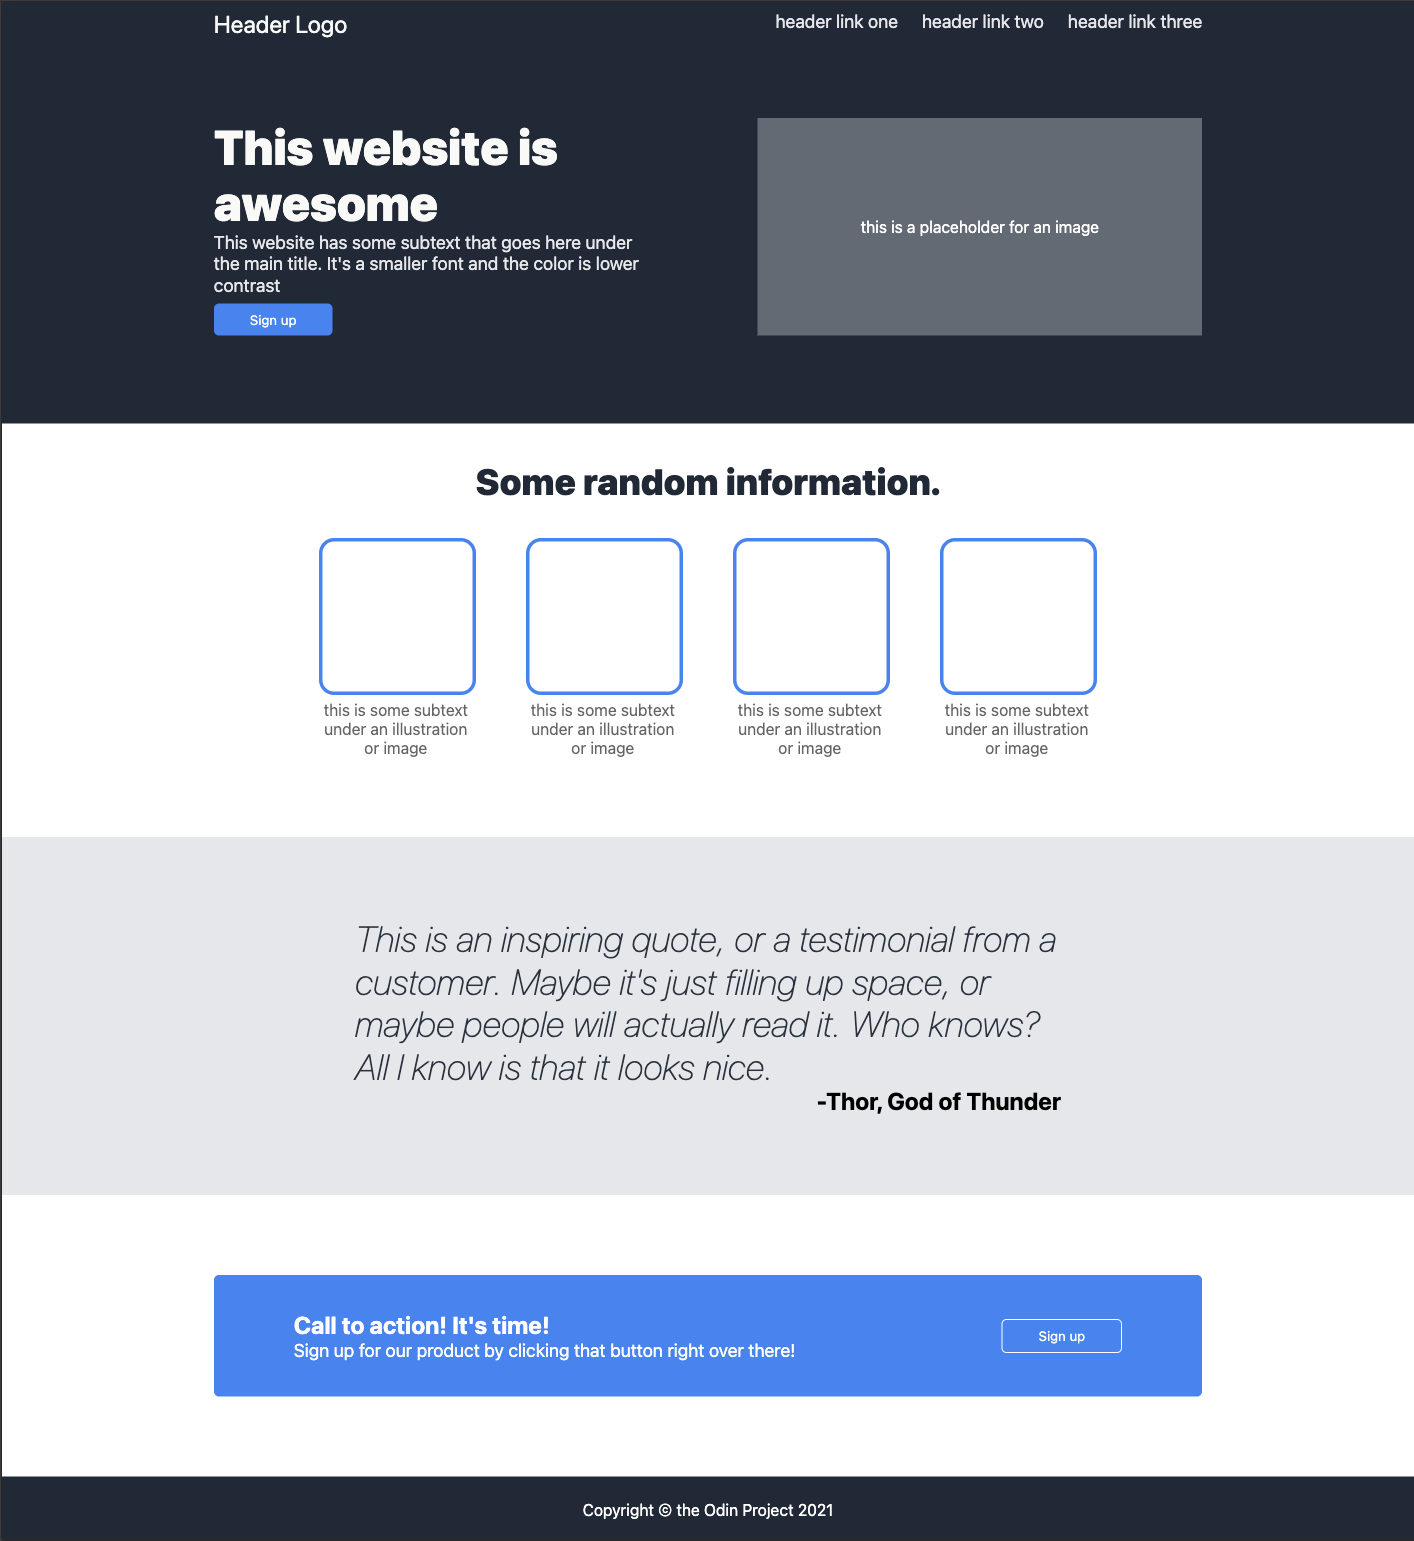 Header Logo
header link one
header link two
header link three
This website is
awesome
This website has some subtext that goes here under
the main title. It's a smaller font and the color is lower
contrast
Sign up
this is a placeholder for an image
Some random information.
this is some subtext
under an illustration
or image
this is some subtext
under an illustration
or image
this is some subtext
under an illustration
or image
this is some subtext
under an illustration
or image
This is an inspiring quote, or a testimonial from a
customer. Maybe it's just filling up space, or
maybe people will actually read it. Who knows?
All I know is that it looks nice.
-Thor, God of Thunder
Call to action! It's time!
Sign up for our product by clicking that button right over there!
Sign up
Copyright © the Odin Project 2021